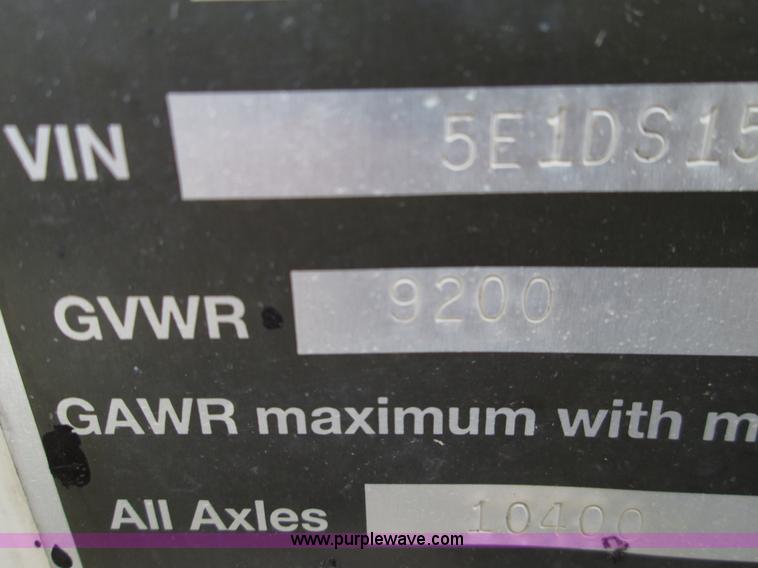 VIN 5E1DS15
GVWR 9200
GAWR maximum with m
All Axles 10400
www.purplewave.com